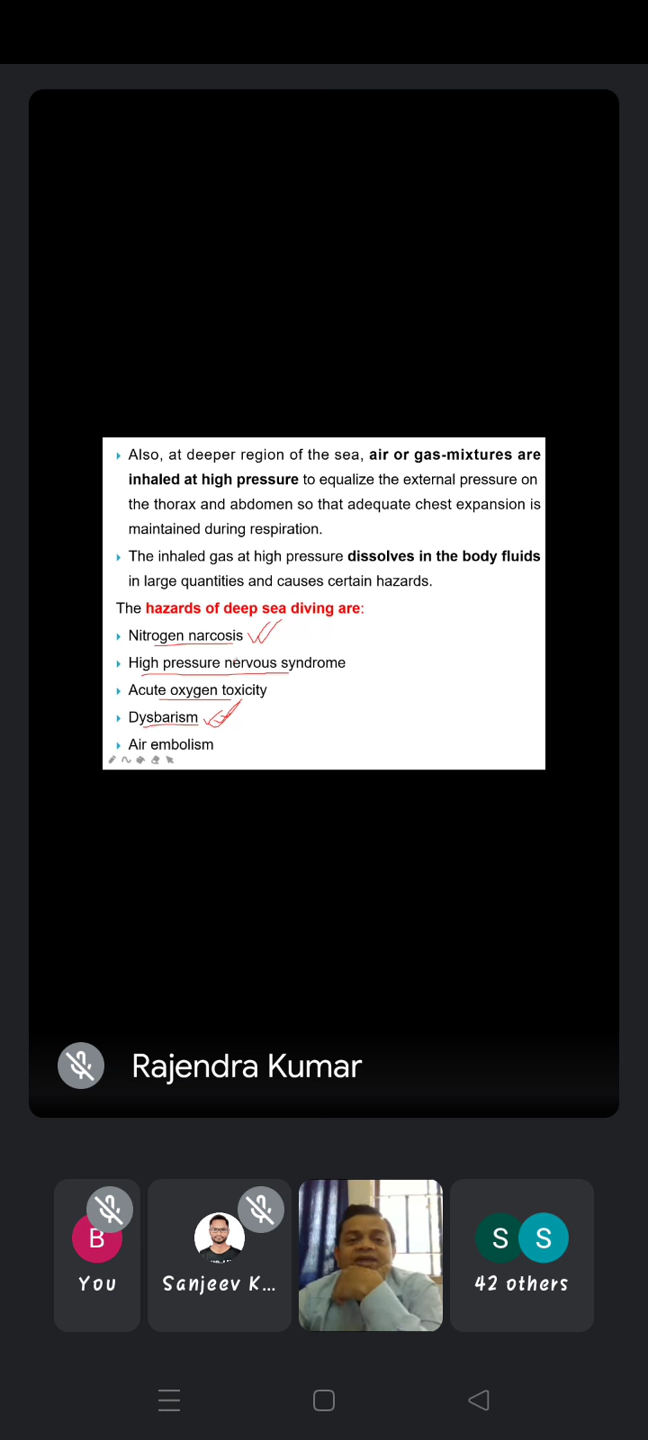 Also, at deeper region of the sea, air or gas-mixtures are
inhaled at high pressure to equalize the external pressure on
the thorax and abdomen so that adequate chest expansion is
maintained during respiration.
The inhaled gas at high pressure dissolves in the body fluids
in large quantities and causes certain hazards.
The hazards of deep sea diving are:
Nitrogen narcosis
High pressure nervous syndrome
Acute oxygen toxicity
Dysbarism
Air embolism
Rajendra Kumar
B
S S
You
Sanjeev K...
42 others